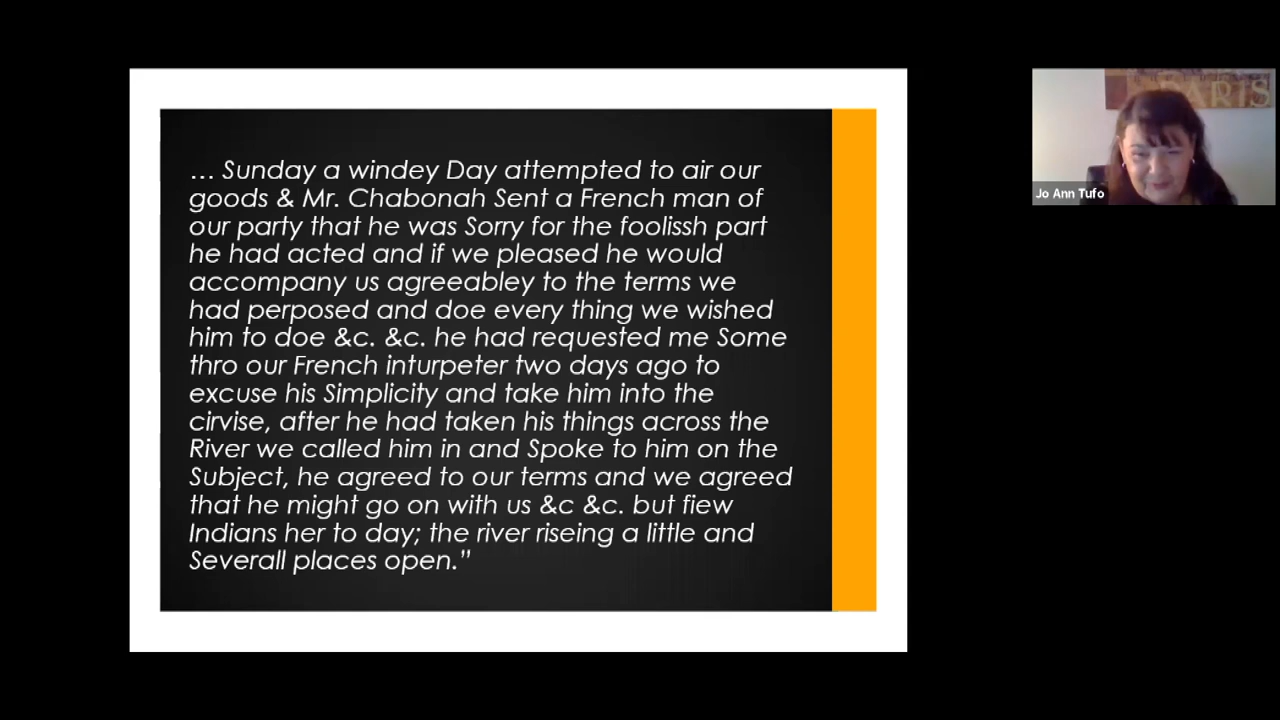 … Sunday a windey Day attempted to air our
goods & Mr. Chabonah Sent a French man of
our party that he was Sorry for the foolissh part
he had acted and if we pleased he would
accompany us agreeabley to the terms we
had perposed and doe every thing we wished
him to doe &c. &c. he had requested me Some
thro our French inturpeter two days ago to
excuse his Simplicity and take him into the
cirvise, after he had taken his things across the
River we called him in and Spoke to him on the
Subject, he agreed to our terms and we agreed
that he might go on with us &c &c. but fiew
Indians her to day; the river riseing a little and
Severall places open.”
PARIS
Jo Ann Tufo